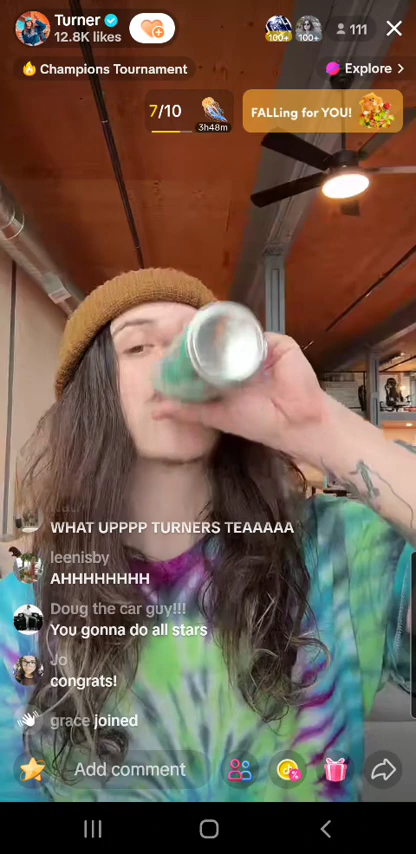 Turner
12.8K likes
100+
100+
111
Champions Tournament
Explore >
7/10
3h48m
FALLing for YOU!
WHAT UPPPP TURNERS TEAAAAA
leenisby
AHHHHHHHH
Doug the car guy!!!
You gonna do all stars
Jo
congrats!
grace joined
Add comment